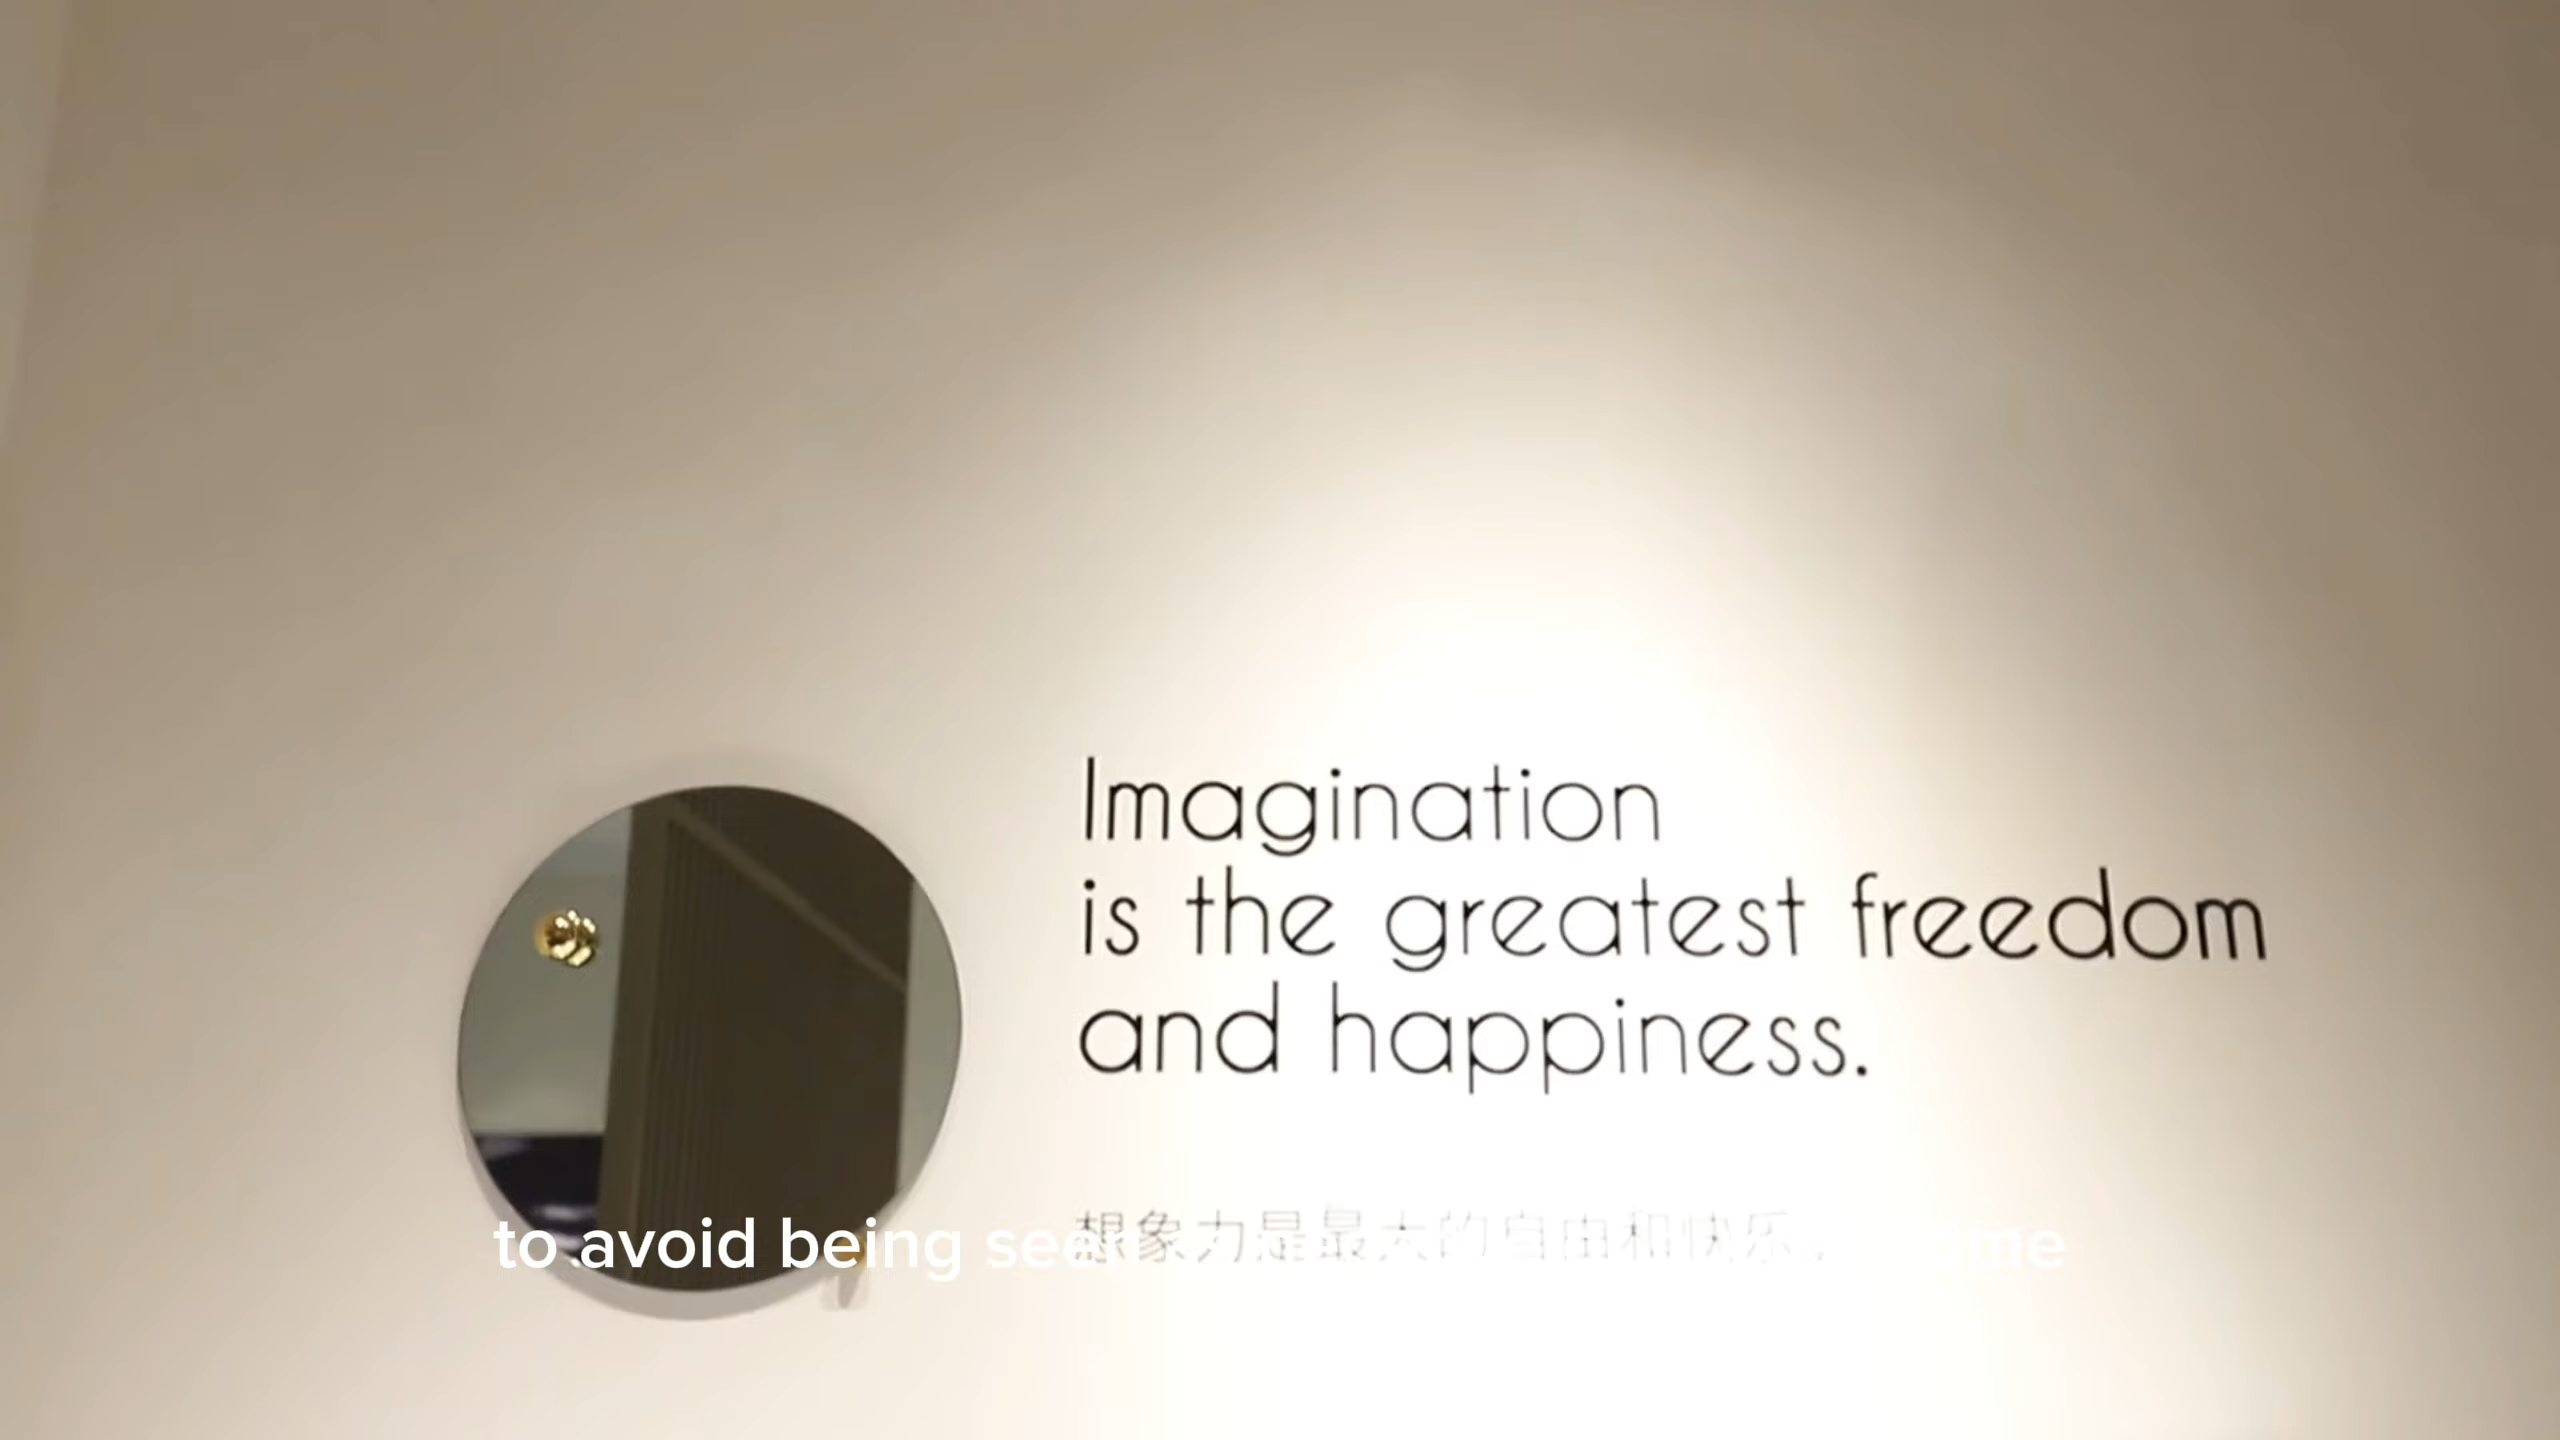 Imagination
is the greatest freedom
and happiness.
想象力是最大的自由和快乐。
to avoid being seen